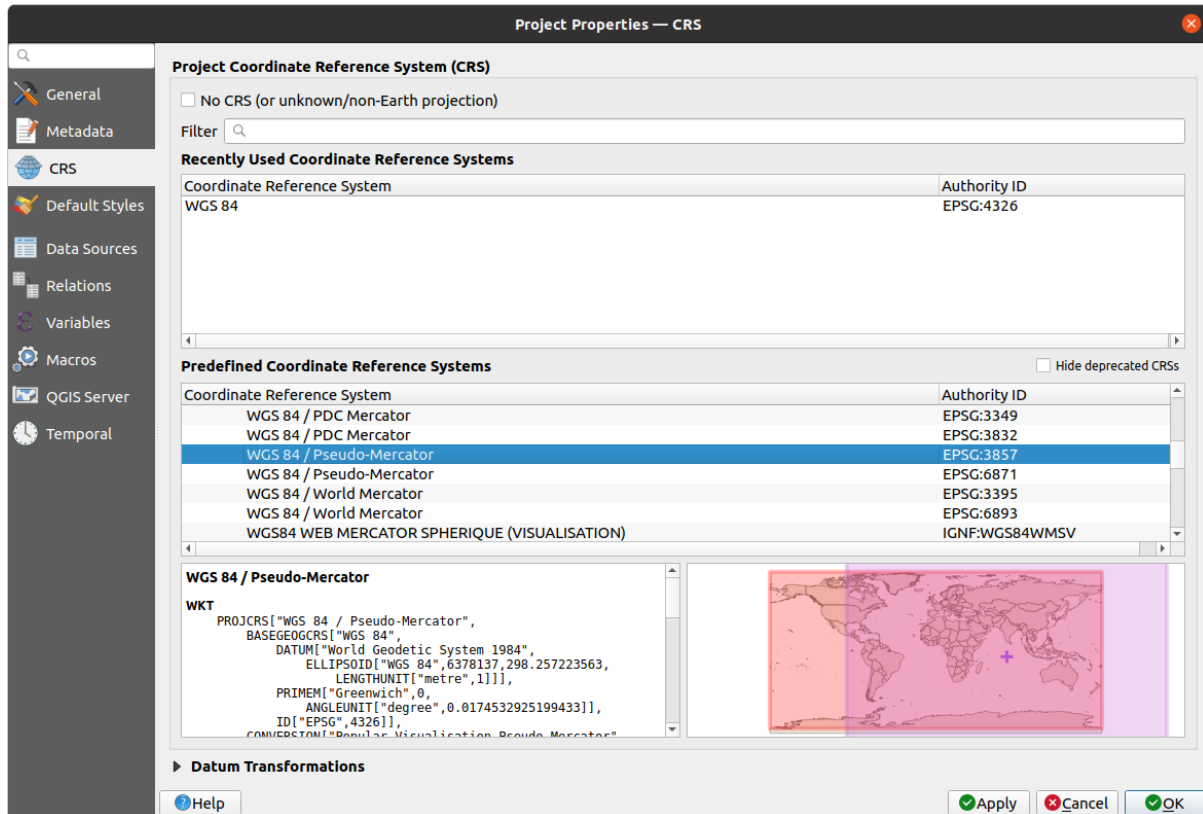 Project Properties — CRS
General
Metadata
CRS
Default Styles
Data Sources
Relations
Variables
Macros
QGIS Server
Temporal
Project Coordinate Reference System (CRS)
No CRS (or unknown/non-Earth projection)
Filter
Recently Used Coordinate Reference Systems
Coordinate Reference System Authority ID
WGS 84 EPSG:4326
Predefined Coordinate Reference Systems Hide deprecated CRSs
Coordinate Reference System Authority ID
WGS 84 / PDC Mercator EPSG:3349
WGS 84 / PDC Mercator EPSG:3832
WGS 84 / Pseudo-Mercator EPSG:3857
WGS 84 / Pseudo-Mercator EPSG:6871
WGS 84 / World Mercator EPSG:3395
WGS 84 / World Mercator EPSG:6893
WGS84 WEB MERCATOR SPHERIQUE (VISUALISATION) IGNF:WGS84WMSV
WGS 84 / Pseudo-Mercator
WKT
PROJCRS["WGS 84 / Pseudo-Mercator",
BASEGEOGCRS["WGS 84",
DATUM["World Geodetic System 1984",
ELLIPSOID["WGS 84",6378137,298.257223563,
LENGTHUNIT["metre",1]]],
PRIMEM["Greenwich",0,
ANGLEUNIT["degree",0.0174532925199433]],
ID["EPSG",4326]],
CONVERSION["Popular Visualisation Pseudo-Mercator"
Datum Transformations
Help
Apply
Cancel
OK